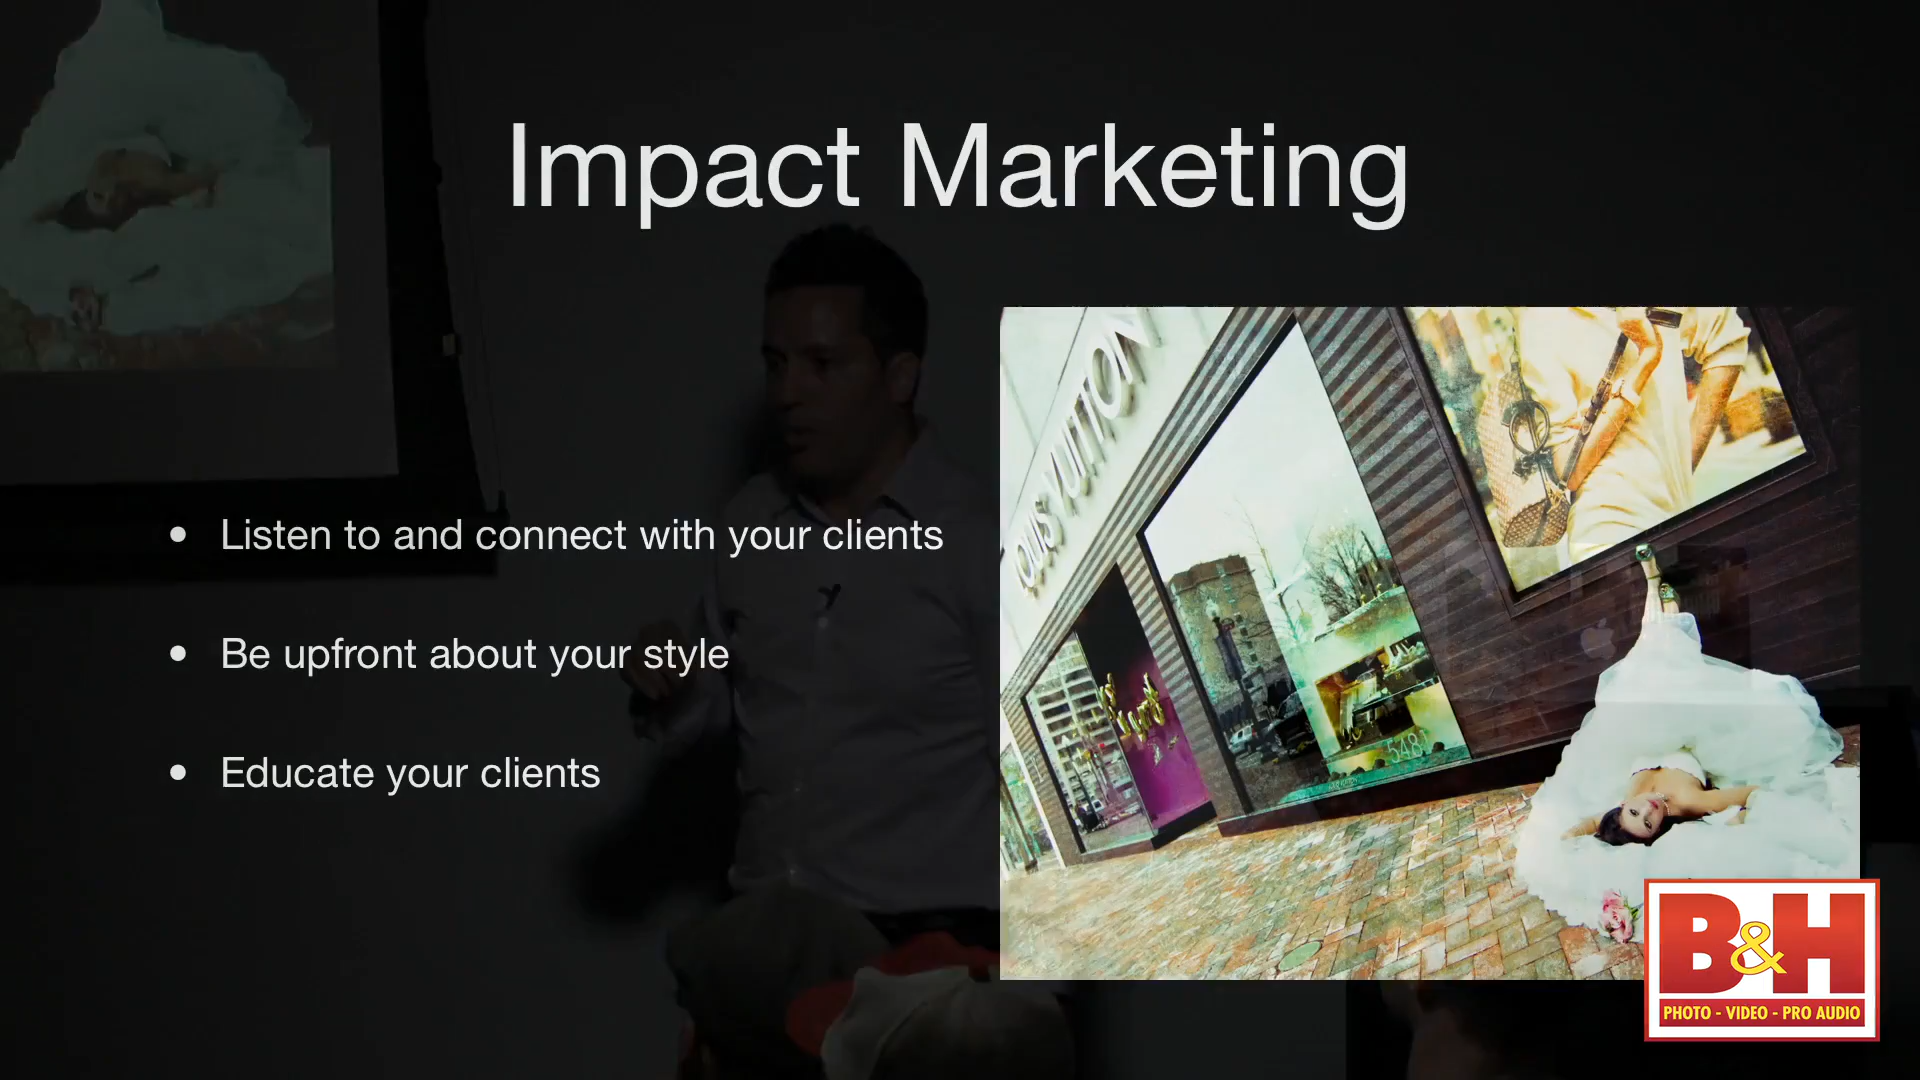 Impact Marketing
• Listen to and connect with your clients
• Be upfront about your style
• Educate your clients
LOUIS VUITTON
5481
B&H
PHOTO - VIDEO - PRO AUDIO